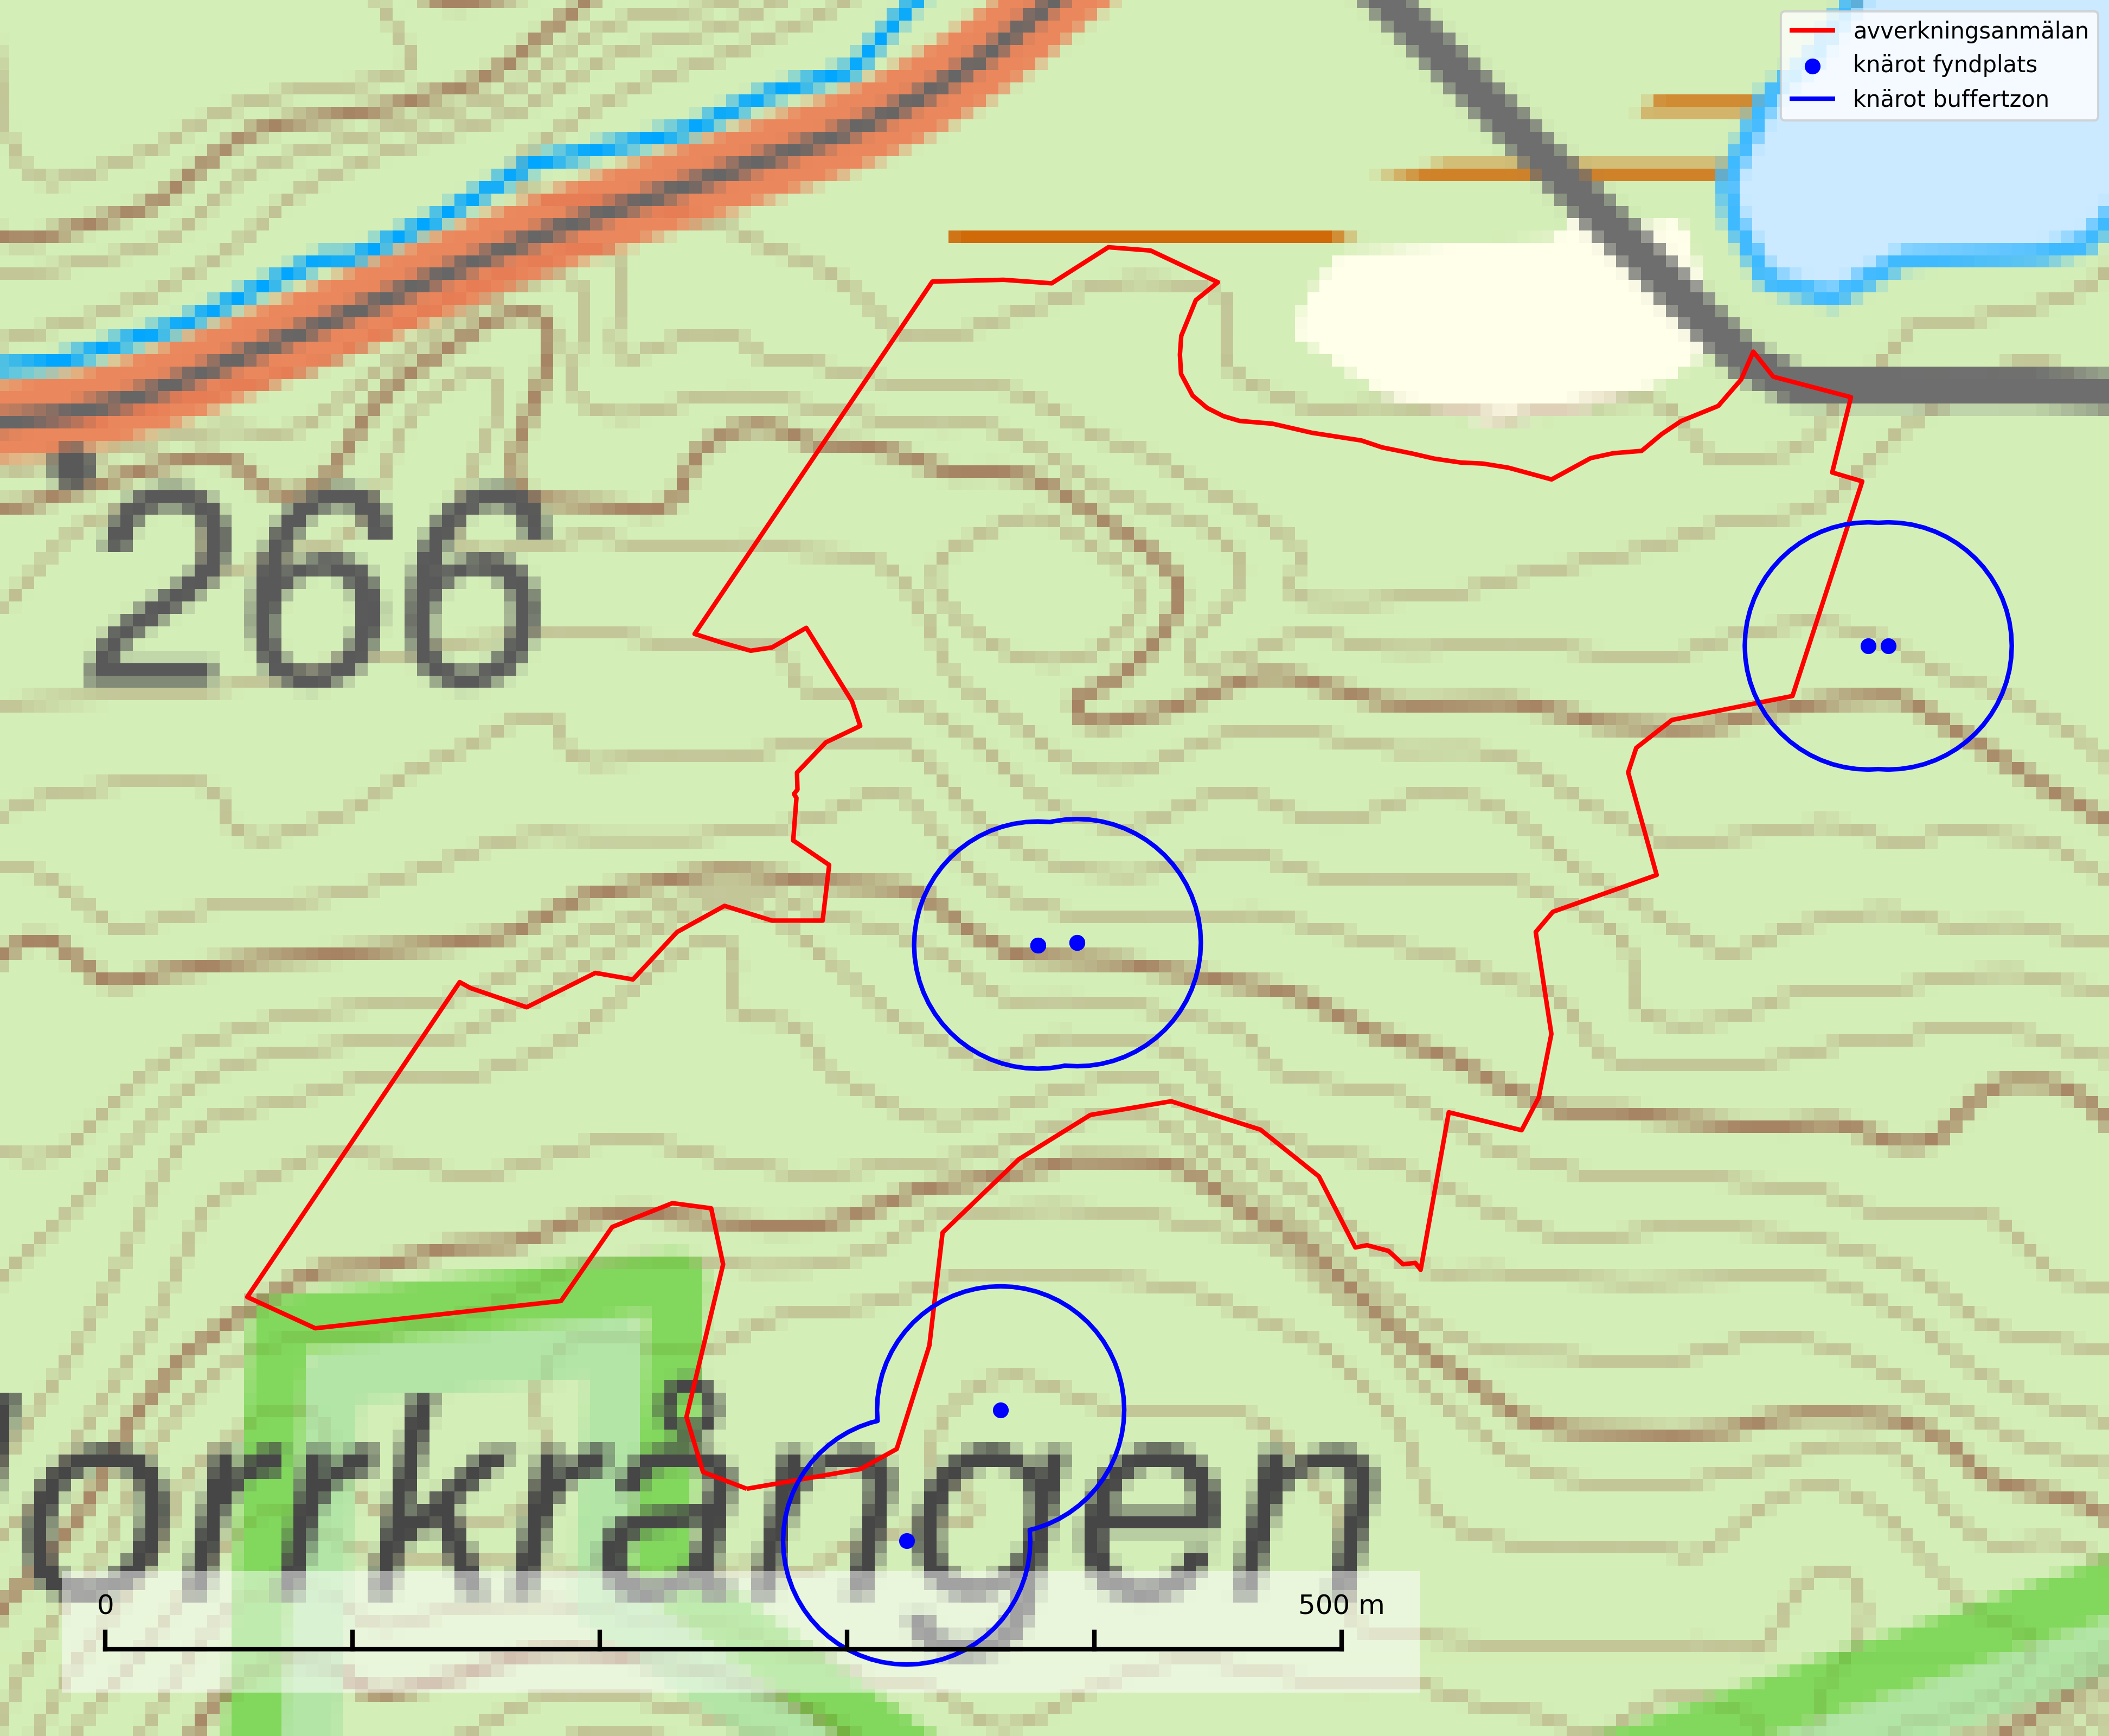 avverkningsanmälan
knärot fyndplats
knärot buffertzon
266
orrkrången
0 500 m